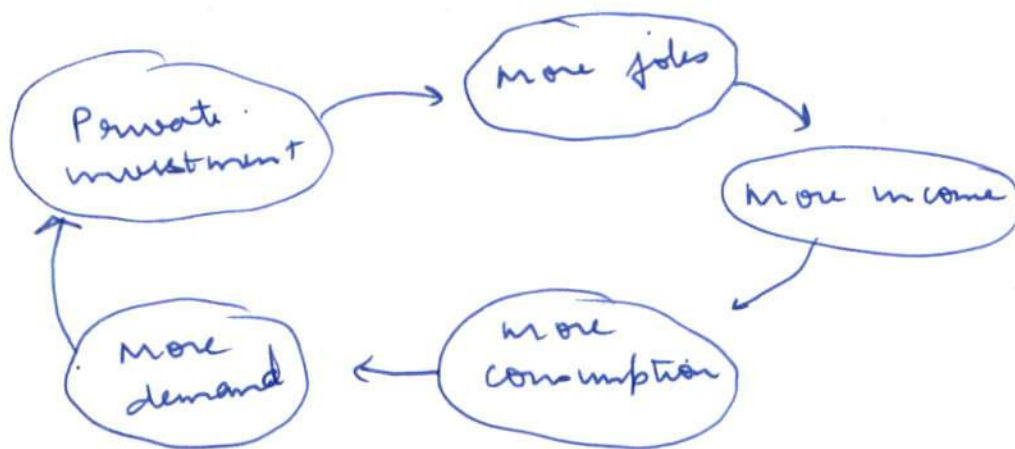 Private
investment
more jobs
more income
more
consumption
more
demand